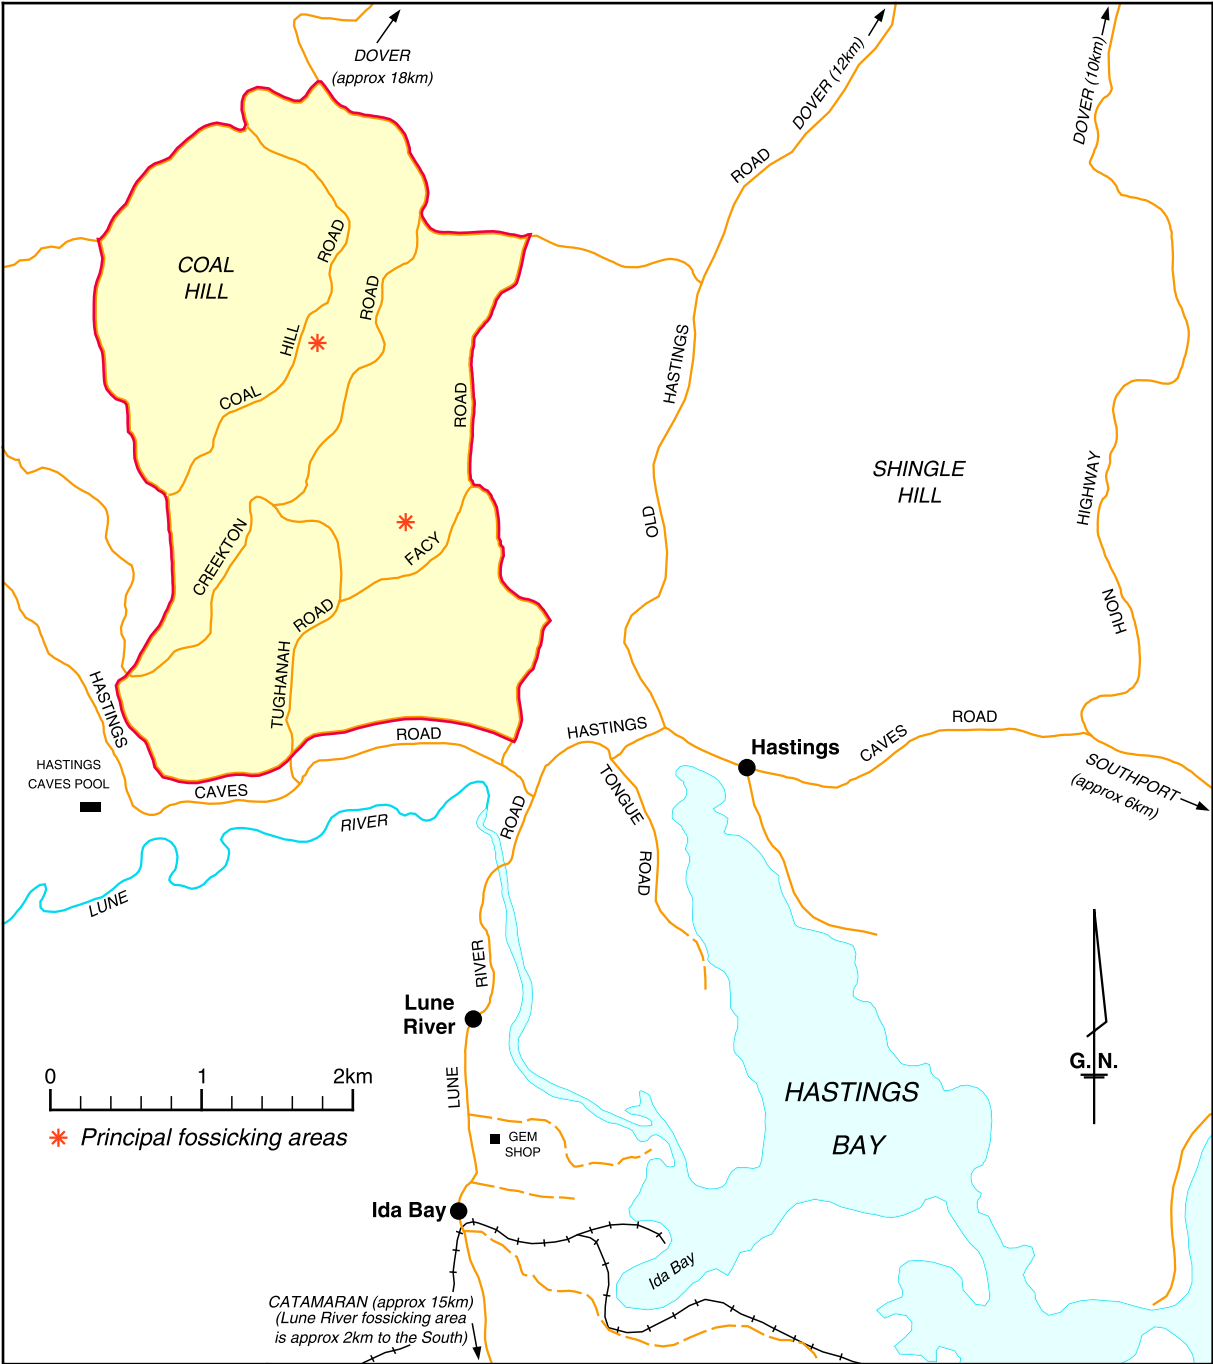 DOVER
(approx 18km)
DOVER (12km)
DOVER (10km)
ROAD
ROAD
COAL
HILL
ROAD
HILL
HASTINGS
ROAD
COAL
SHINGLE
HILL
HIGHWAY
OLD
CREEKTON
FACY
HUON
ROAD
TUGHANAH
HASTINGS
ROAD
HASTINGS
ROAD
Hastings
CAVES
HASTINGS
CAVES POOL
CAVES
TONGUE
SOUTHPORT
(approx 6km)
RIVER
ROAD
ROAD
LUNE
RIVER
Lune
River
G.N.
0 1 2km
LUNE
HASTINGS
BAY
Principal fossicking areas
GEM
SHOP
Ida Bay
Ida Bay
CATAMARAN (approx 15km)
(Lune River fossicking area
is approx 2km to the South)